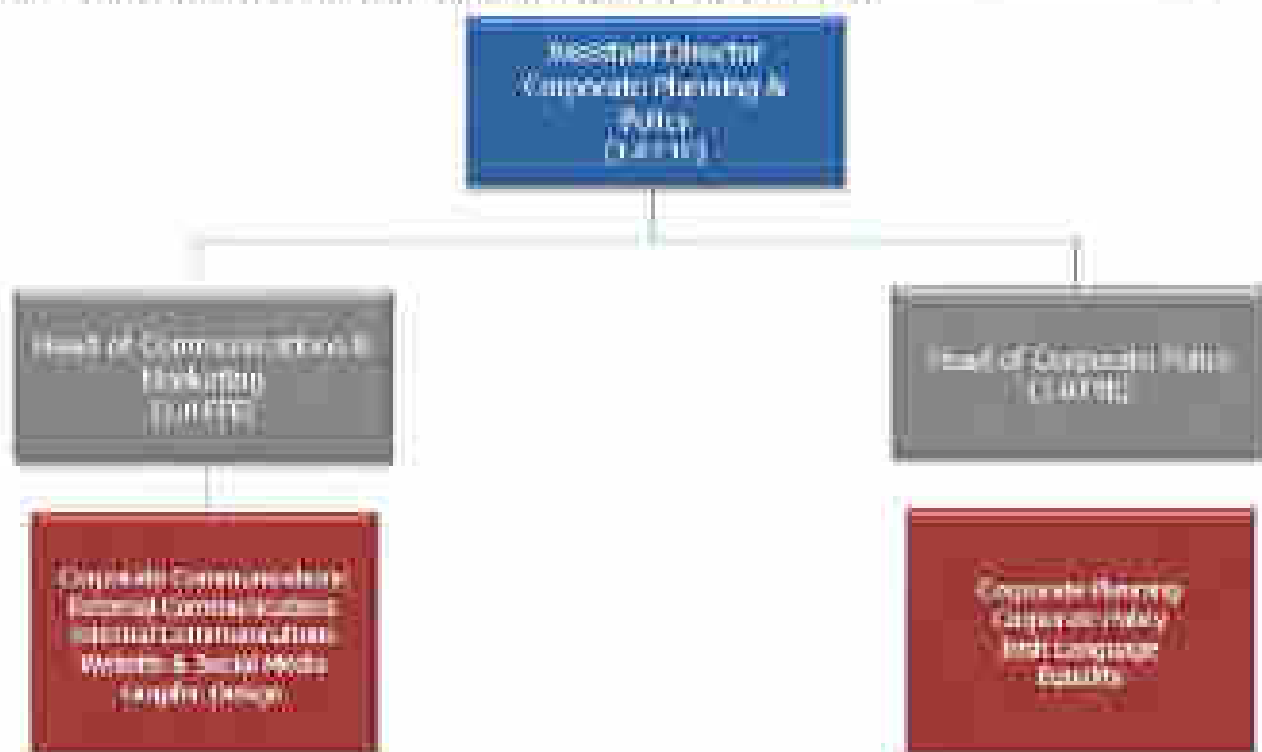 Assistant Director
Corporate Planning &
Policy
Head of Communications &
Marketing
Head of Corporate Policy
Corporate Communications
External Communications
Internal Communications
Website & Social Media
Graphic Design
Corporate Planning
Corporate Policy
Irish Language
Equality